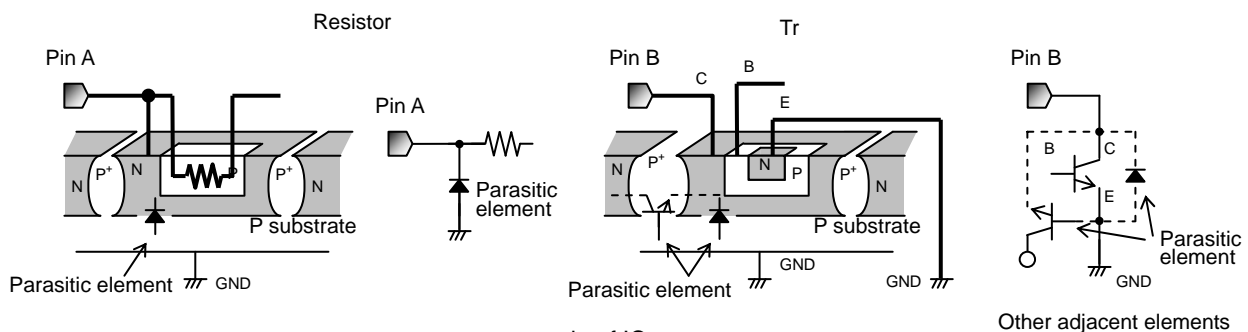 Resistor
Pin A
N
P+
N
P
P+
N
P substrate
Parasitic element
GND
Pin A
Parasitic
element
Tr
Pin B
C
B
E
N
P+
N
P
P+
N
P substrate
Parasitic element
GND
GND
Pin B
B
C
E
Parasitic
element
GND
Other adjacent elements